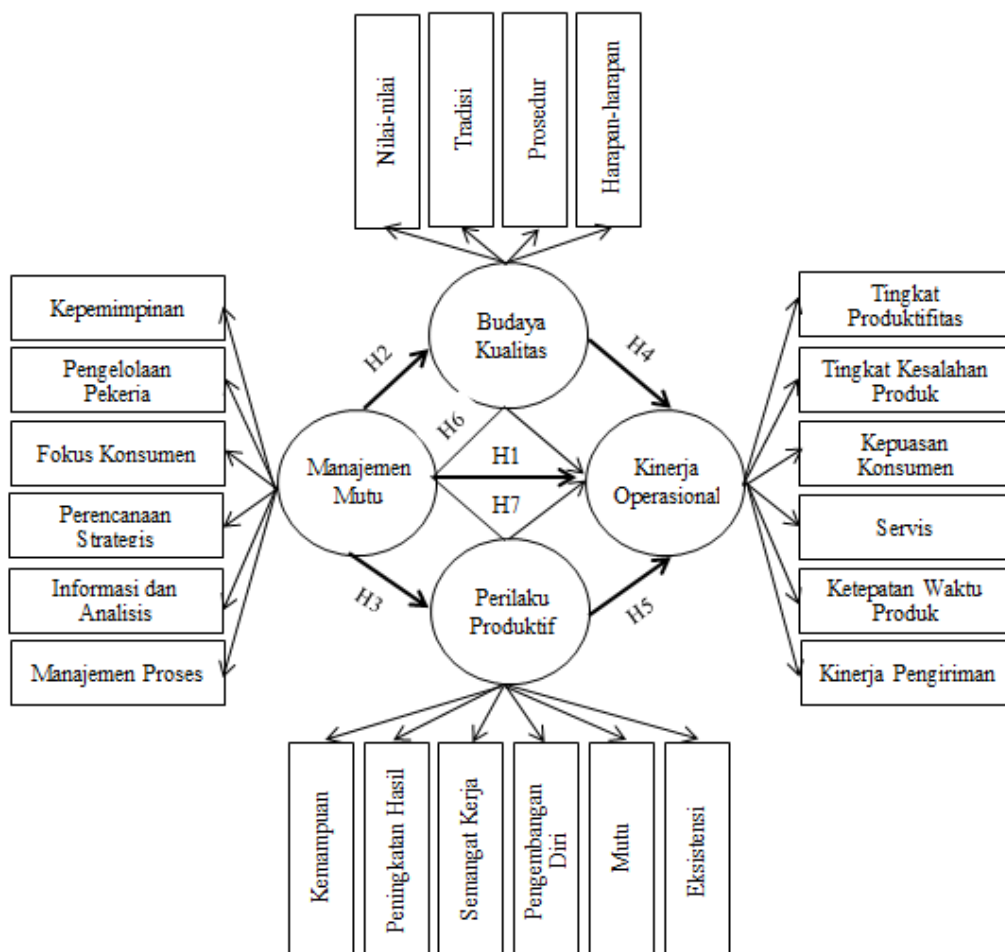 Nilai-nilai
Tradisi
Prosedur
Harapan-harapan
Kepemimpinan
Pengelolaan
Pekerja
Fokus Konsumen
Perencanaan
Strategis
Informasi dan
Analisis
Manajemen Proses
Budaya
Kualitas
H2
H4
H6
H1
Manajemen
Mutu
Kinerja
Operasional
H7
H3
H5
Perilaku
Produktif
Tingkat
Produktifitas
Tingkat Kesalahan
Produk
Kepuasan
Konsumen
Servis
Ketepatan Waktu
Produk
Kinerja Pengiriman
Kemampuan
Peningkatan Hasil
Semangat Kerja
Pengembangan
Diri
Mutu
Eksistensi